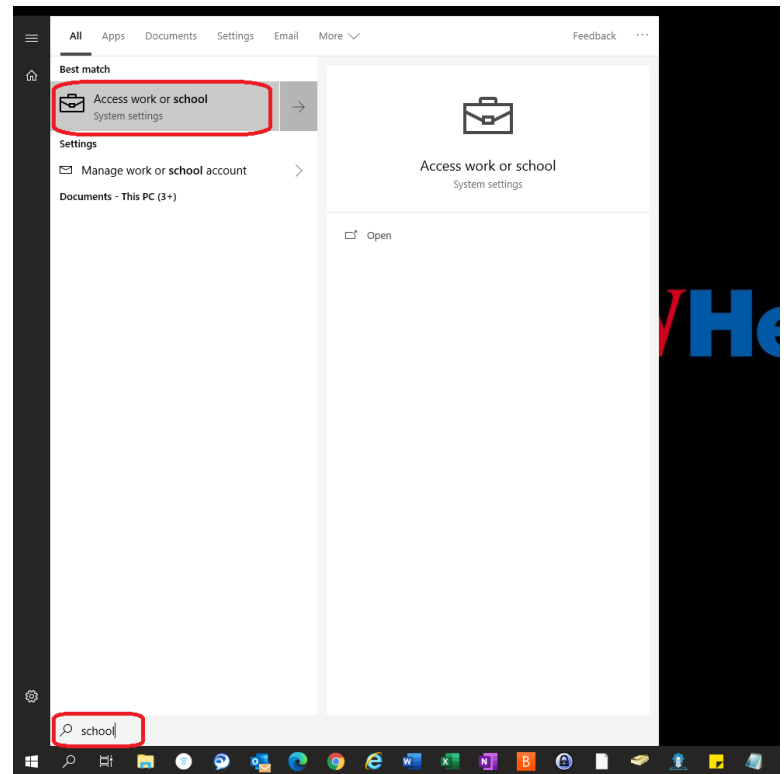 All Apps Documents Settings Email More Feedback ...
Best match
Access work or school
System settings
Settings
Manage work or school account
Documents - This PC (3+)
Access work or school
System settings
Open
He
school